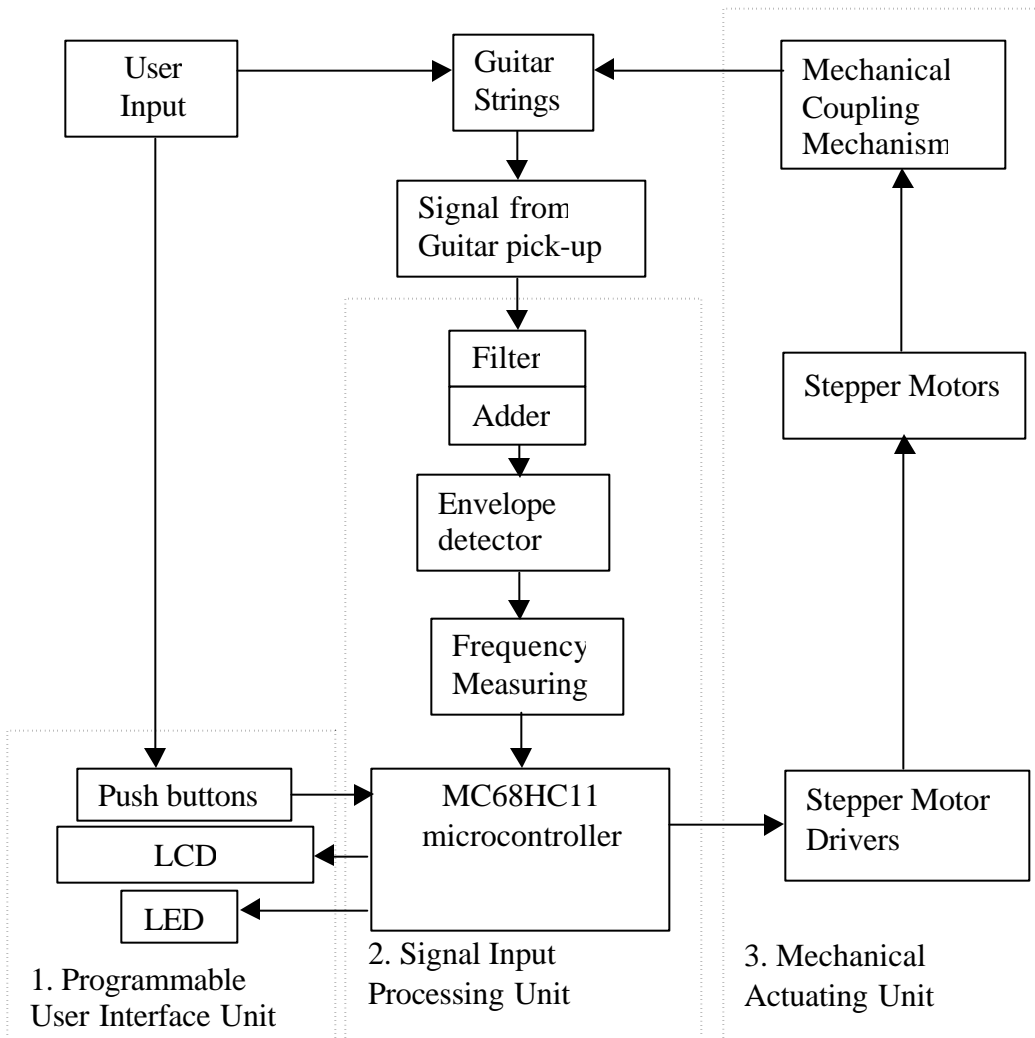 User
Input
Guitar
Strings
Mechanical
Coupling
Mechanism
Signal from
Guitar pick-up
Filter
Adder
Stepper Motors
Envelope
detector
Frequency
Measuring
Push buttons
LCD
LED
MC68HC11
microcontroller
Stepper Motor
Drivers
1. Programmable
User Interface Unit
2. Signal Input
Processing Unit
3. Mechanical
Actuating Unit